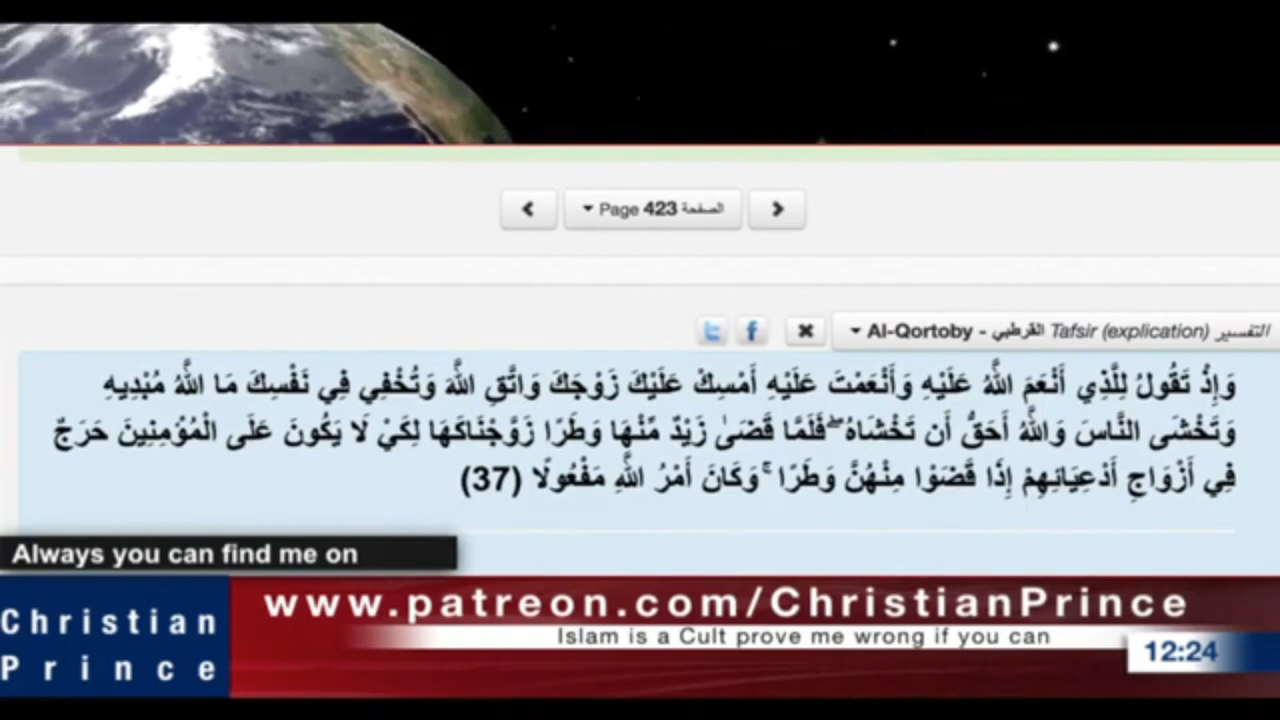 الصفحة Page 423
التفسير Tafsir (explication) القرطبي - Al-Qortoby
وَإِذْ تَقُولُ لِلَّذِي أَنْعَمَ اللَّهُ عَلَيْهِ وَأَنْعَمْتَ عَلَيْهِ أَمْسِكْ عَلَيْكَ زَوْجَكَ وَاتَّقِ اللَّهَ وَتُخْفِي فِي نَفْسِكَ مَا اللَّهُ مُبْدِيهِ
وَتَخْشَى النَّاسَ وَاللَّهُ أَحَقُّ أَن تَخْشَاهُ ۖ فَلَمَّا قَضَىٰ زَيْدٌ مِّنْهَا وَطَرًا زَوَّجْنَاكَهَا لِكَيْ لَا يَكُونَ عَلَى الْمُؤْمِنِينَ حَرَجٌ
فِي أَزْوَاجِ أَدْعِيَائِهِمْ إِذَا قَضَوْا مِنْهُنَّ وَطَرًا ۚ وَكَانَ أَمْرُ اللَّهِ مَفْعُولًا (37)
Always you can find me on
Christian
Prince
www.patreon.com/ChristianPrince
Islam is a Cult prove me wrong if you can
12:24